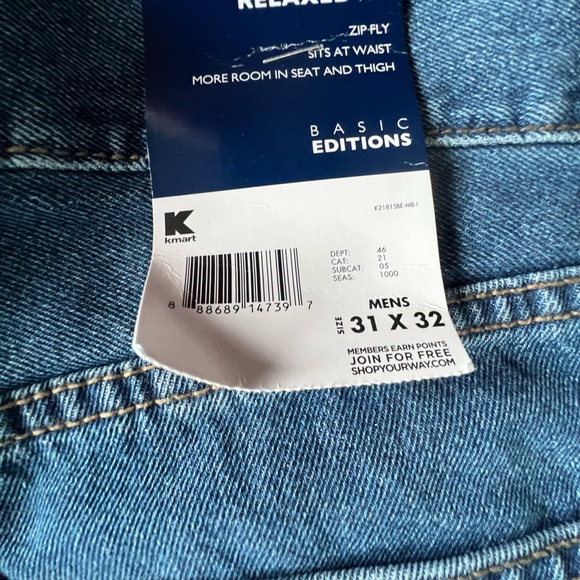 RELAXED
ZIP-FLY
SITS AT WAIST
MORE ROOM IN SEAT AND THIGH
BASIC
EDITIONS
K21815BE-MB-I
K
kmart
DEPT: 46
CAT: 21
SUBCAT: 05
SEAS: 1000
8 88689 14739 7
MENS
SIZE 31 X 32
MEMBERS EARN POINTS
JOIN FOR FREE
SHOPYOURWAY.COM